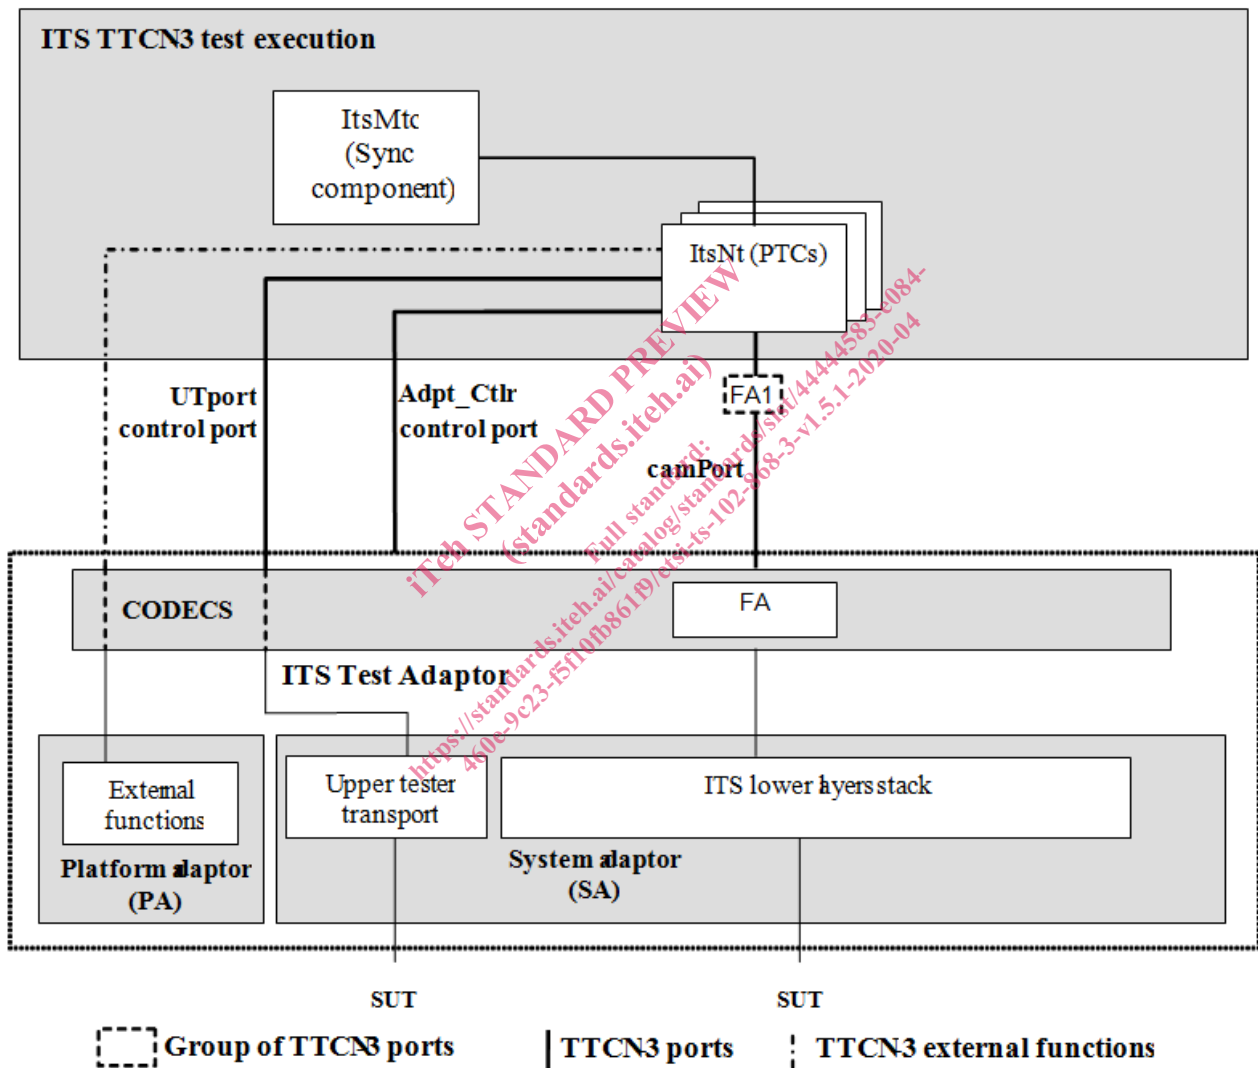 ITS TTCN3 test execution
ItsMtc
(Sync
component)
ItsNt (PTCs)
UTport
control port
Adpt_Ctlr
control port
FA1
camPort
CODECS
FA
ITS Test Adaptor
External
functions
Upper tester
transport
ITS lower layers stack
Platform adaptor
(PA)
System adaptor
(SA)
SUT
SUT
Group of TTCN3 ports
TTCN-3 ports
TTCN-3 external functions
iTeh STANDARD PREVIEW
(standards.iteh.ai)
Full standard:
https://standards.iteh.ai/catalog/standards/sist/44444583-e084-
460e-9c23-f5f10fb861f9/etsi-ts-102-868-3-v1.5.1-2020-04